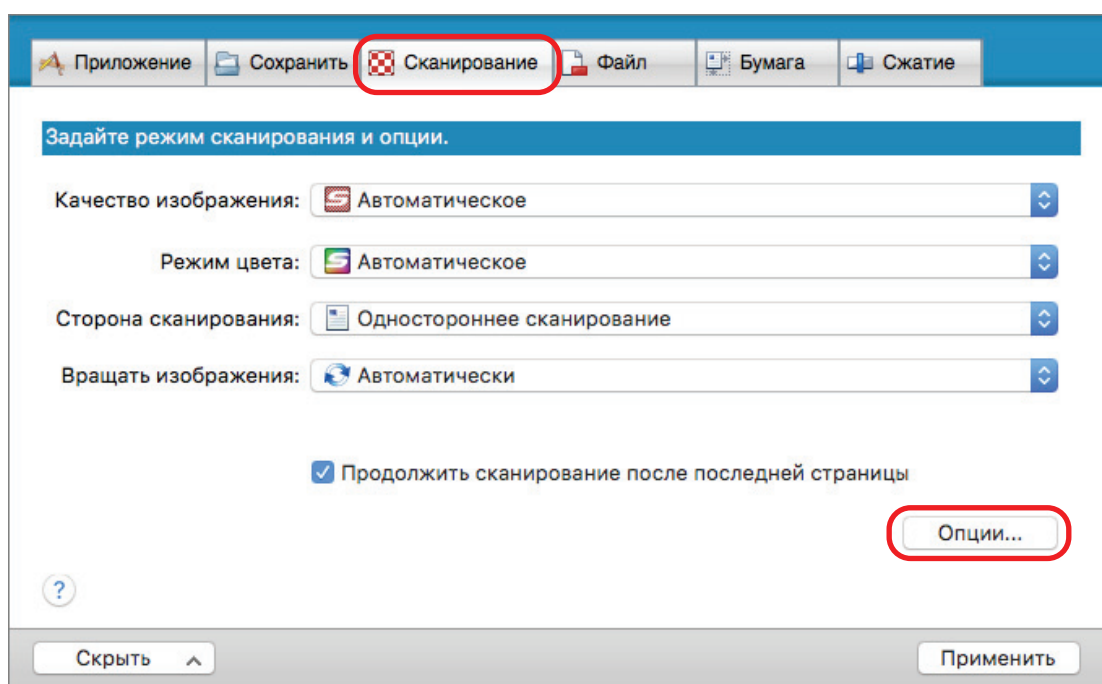 Приложение Сохранить Сканирование Файл Бумага Сжатие
Задайте режим сканирования и опции.
Качество изображения: Автоматическое
Режим цвета: Автоматическое
Сторона сканирования: Одностороннее сканирование
Вращать изображения: Автоматически
Продолжить сканирование после последней страницы
Опции...
?
Скрыть Применить